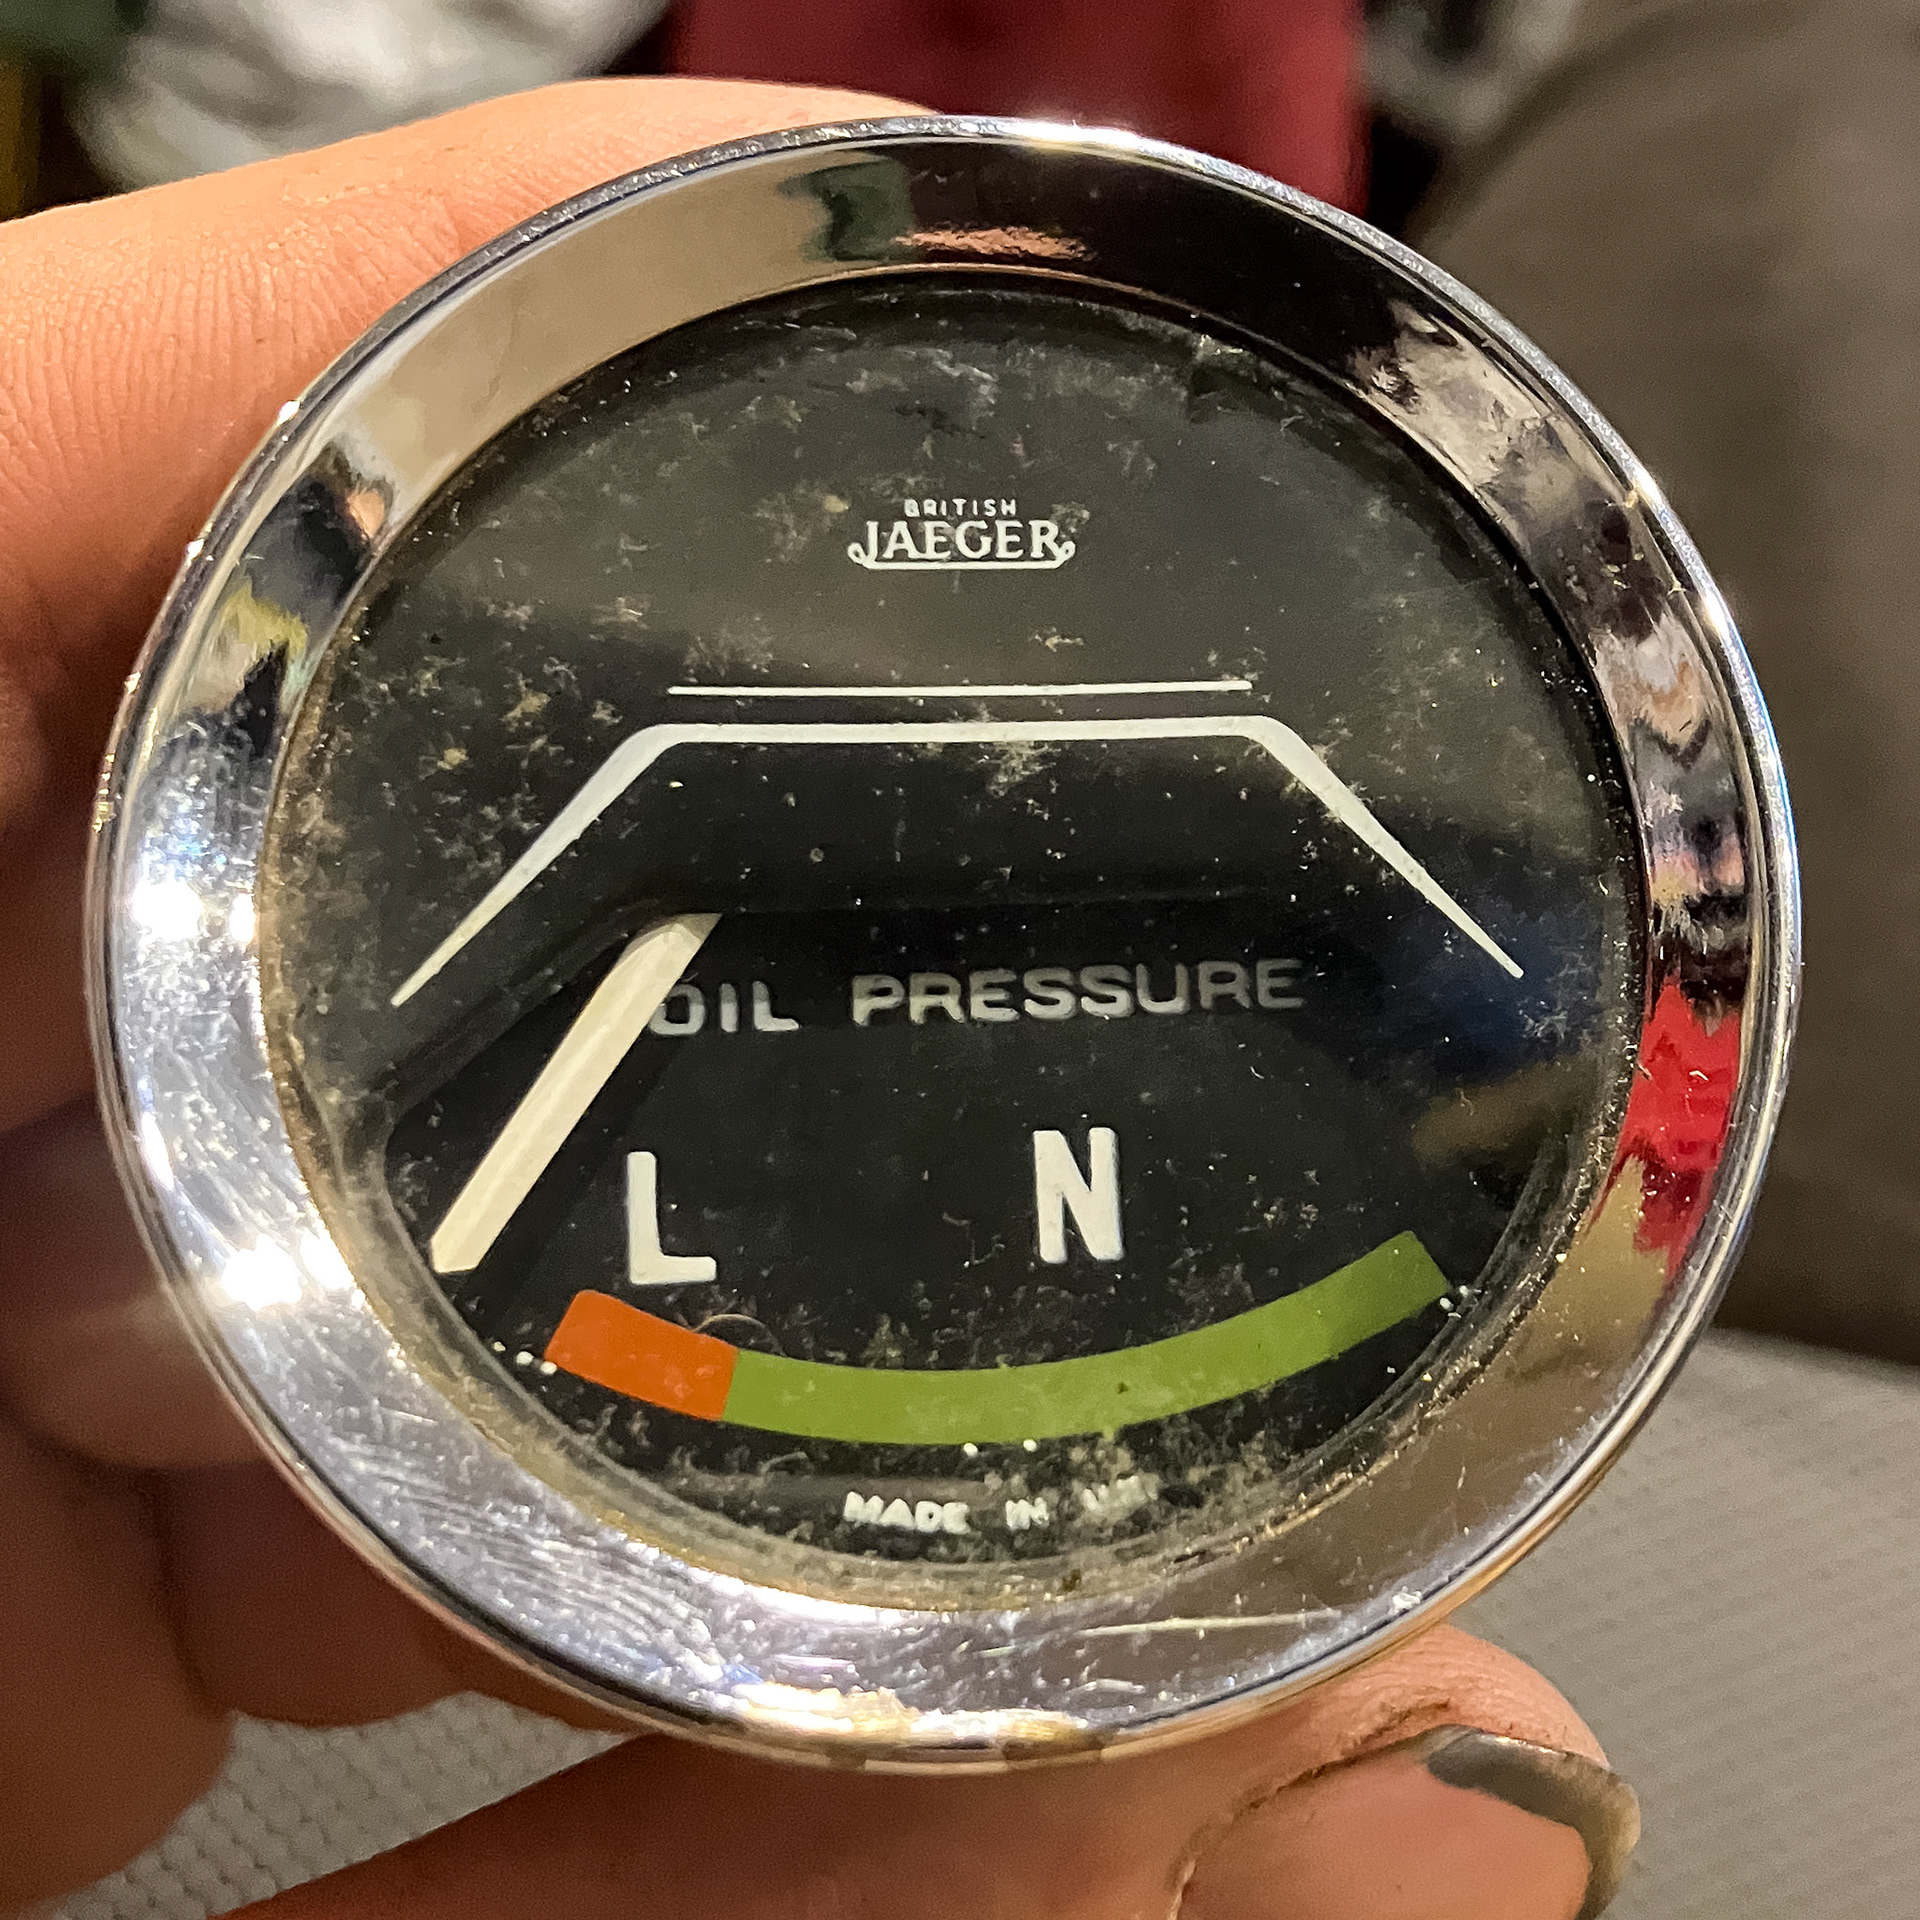 BRITISH
JAEGER
OIL PRESSURE
L N
MADE IN